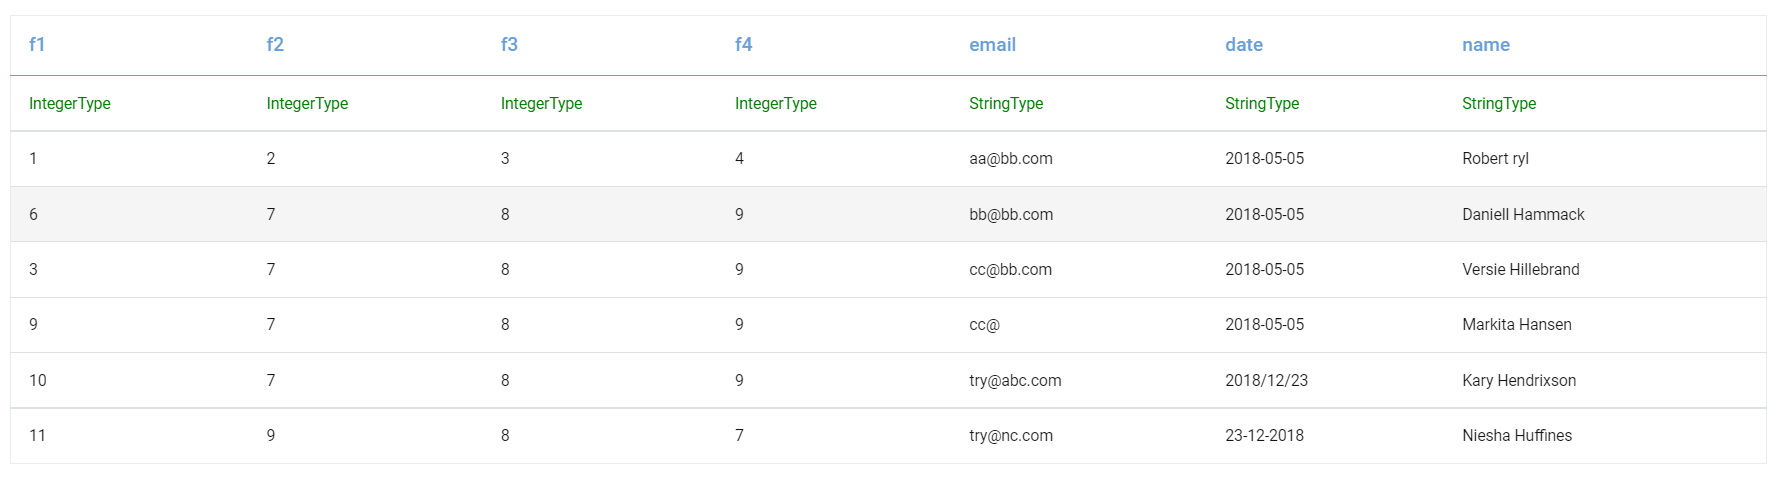 f1 f2 f3 f4 email date name
IntegerType IntegerType IntegerType IntegerType StringType StringType StringType
1 2 3 4 aa@bb.com 2018-05-05 Robert ryl
6 7 8 9 bb@bb.com 2018-05-05 Daniell Hammack
3 7 8 9 cc@bb.com 2018-05-05 Versie Hillebrand
9 7 8 9 cc@ 2018-05-05 Markita Hansen
10 7 8 9 try@abc.com 2018/12/23 Kary Hendrixson
11 9 8 7 try@nc.com 23-12-2018 Niesha Huffines